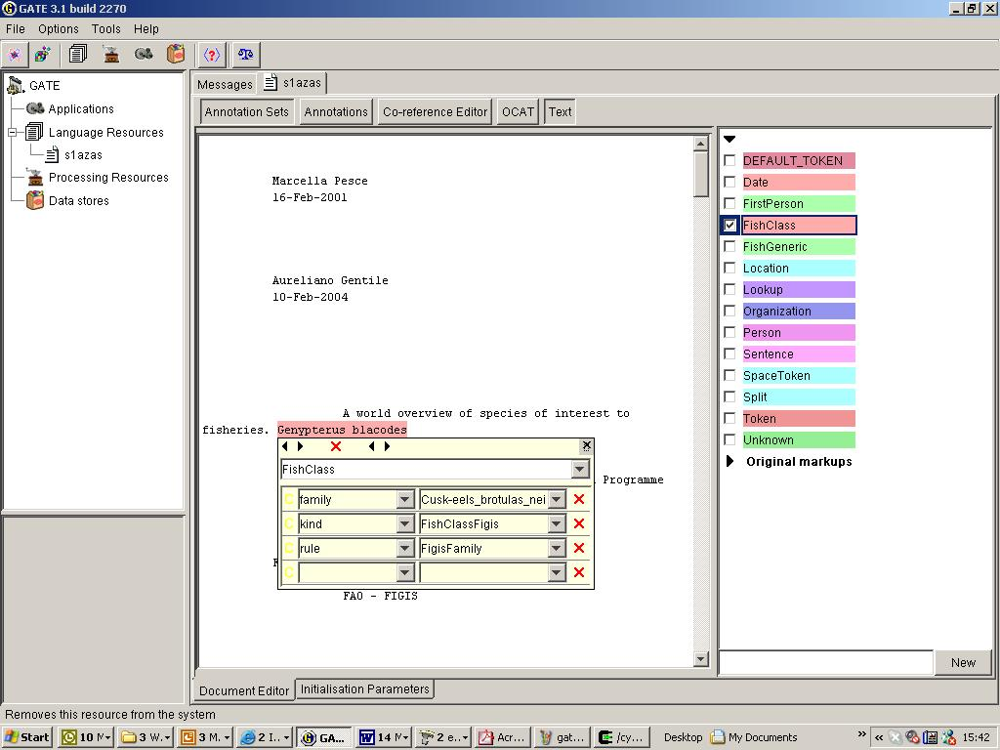 GATE 3.1 build 2270
File Options Tools Help
GATE
Applications
Language Resources
s1azas
Processing Resources
Data stores
Messages s1azas
Annotation Sets Annotations Co-reference Editor OCAT Text
Marcella Pesce
16-Feb-2001
Aureliano Gentile
10-Feb-2004
A world overview of species of interest to
fisheries. Genypterus blacodes
FishClass
Programme
family Cusk-eels_brotulas_nei
kind FishClassFigis
rule FigisFamily
FAO - FIGIS
DEFAULT_TOKEN
Date
FirstPerson
FishClass
FishGeneric
Location
Lookup
Organization
Person
Sentence
SpaceToken
Split
Token
Unknown
Original markups
New
Document Editor Initialisation Parameters
Removes this resource from the system
Start 10 M 3 W.. 3 M.. 2 I.. GA... 14 M 2 e.. Acr... gat... /cy... Desktop My Documents » « 15:42